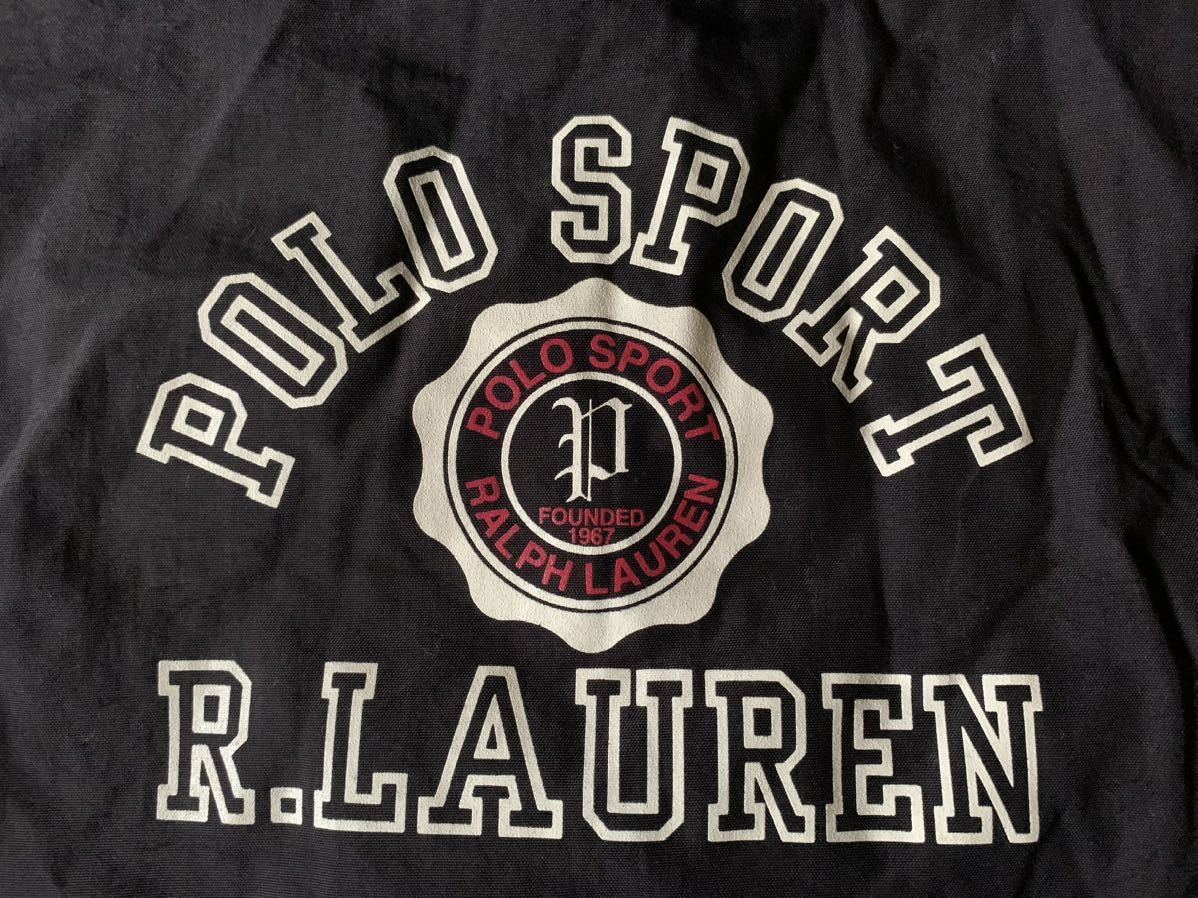 POLO SPORT
POLO SPORT
P
FOUNDED
1967
RALPH LAUREN
R.LAUREN